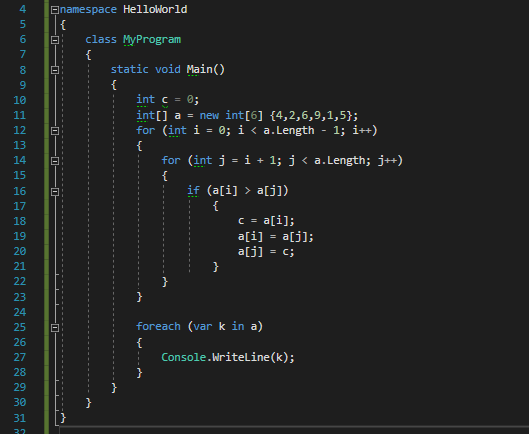 4 namespace HelloWorld
5 {
6 class MyProgram
7 {
8 static void Main()
9 {
10 int c = 0;
11 int[] a = new int[6] {4,2,6,9,1,5};
12 for (int i = 0; i < a.Length - 1; i++)
13 {
14 for (int j = i + 1; j < a.Length; j++)
15 {
16 if (a[i] > a[j])
17 {
18 c = a[i];
19 a[i] = a[j];
20 a[j] = c;
21 }
22 }
23 }
24
25 foreach (var k in a)
26 {
27 Console.WriteLine(k);
28 }
29 }
30 }
31 }
32